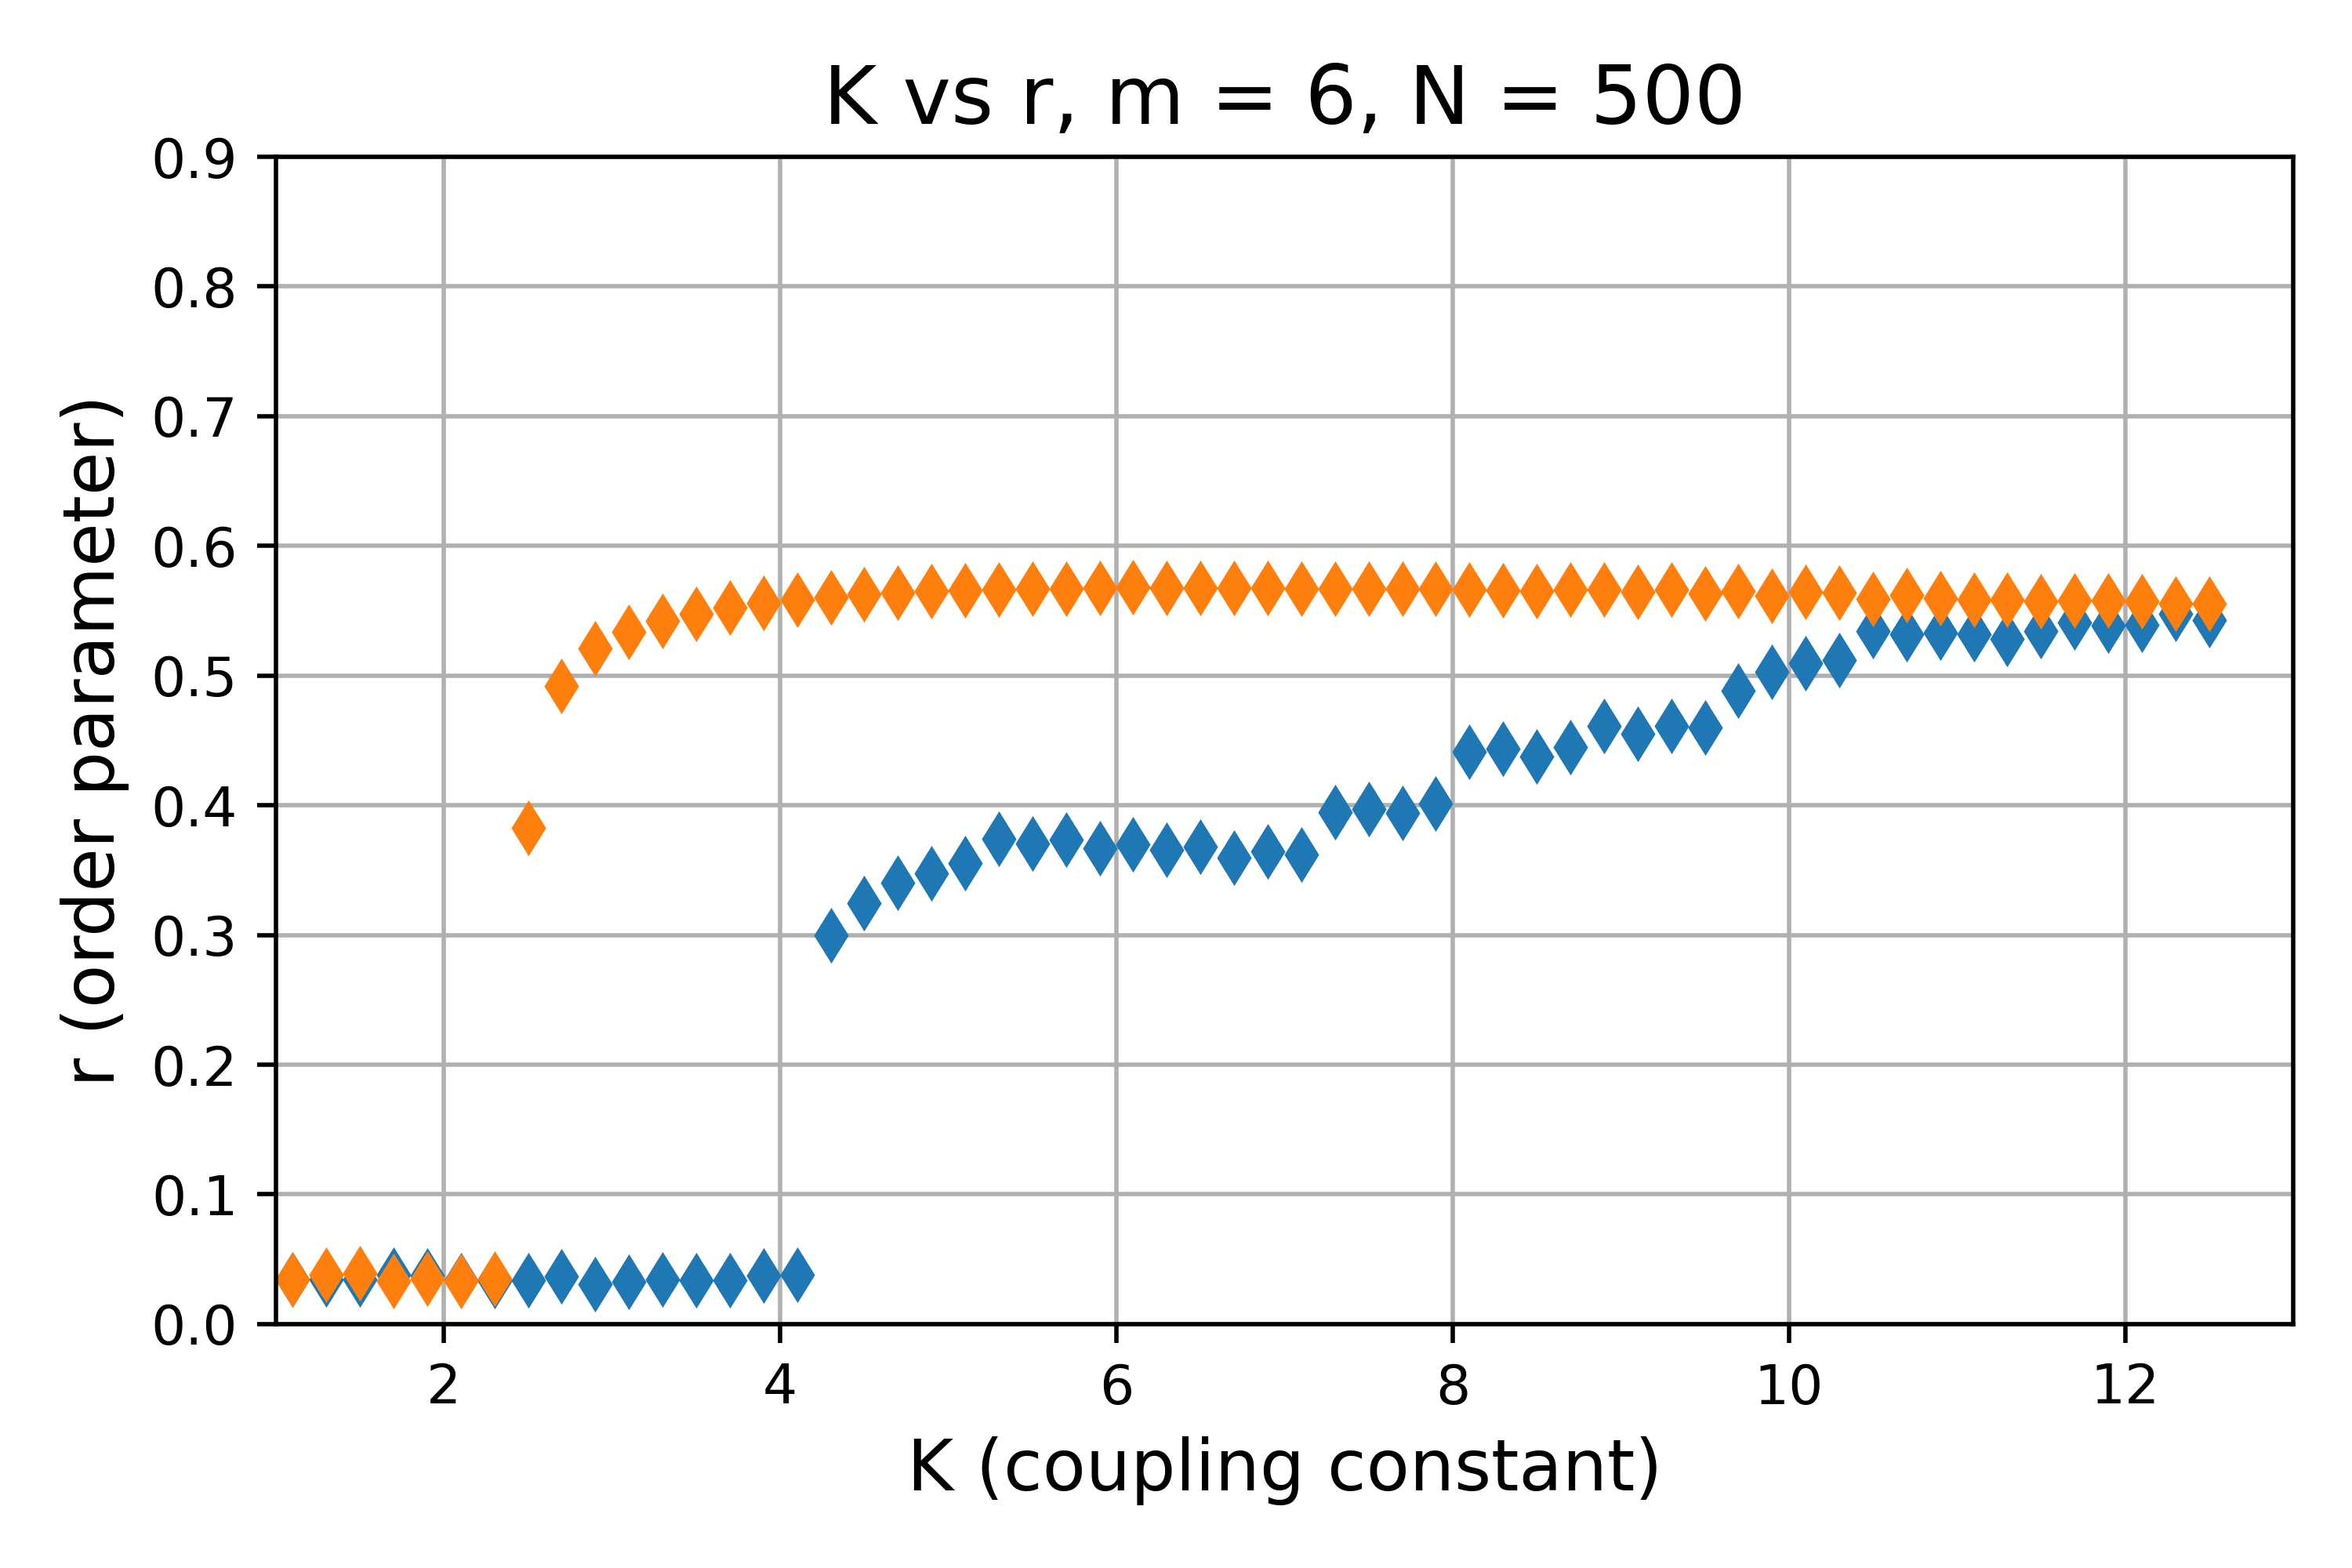 K vs r, m = 6, N = 500
r (order parameter)
0.9
0.8
0.7
0.6
0.5
0.4
0.3
0.2
0.1
0.0
2 4 6 8 10 12
K (coupling constant)